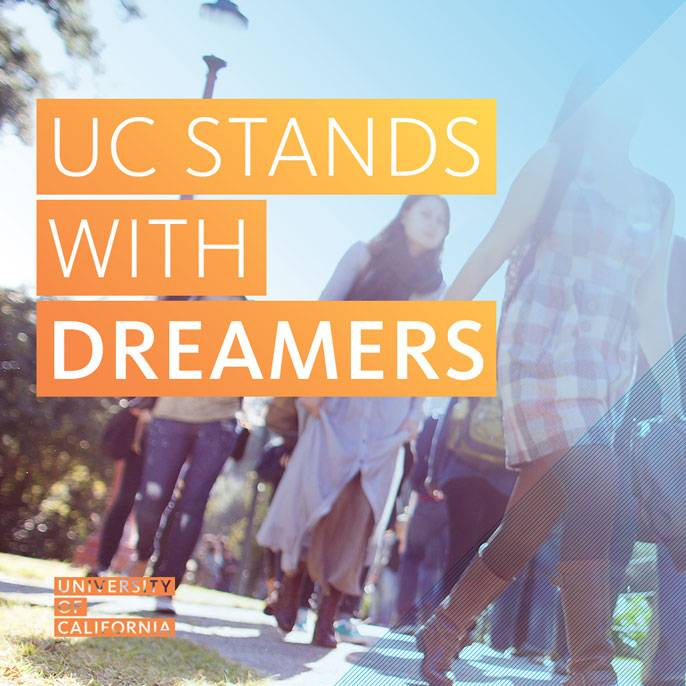 UC STANDS
WITH
DREAMERS
UNIVERSITY
OF
CALIFORNIA